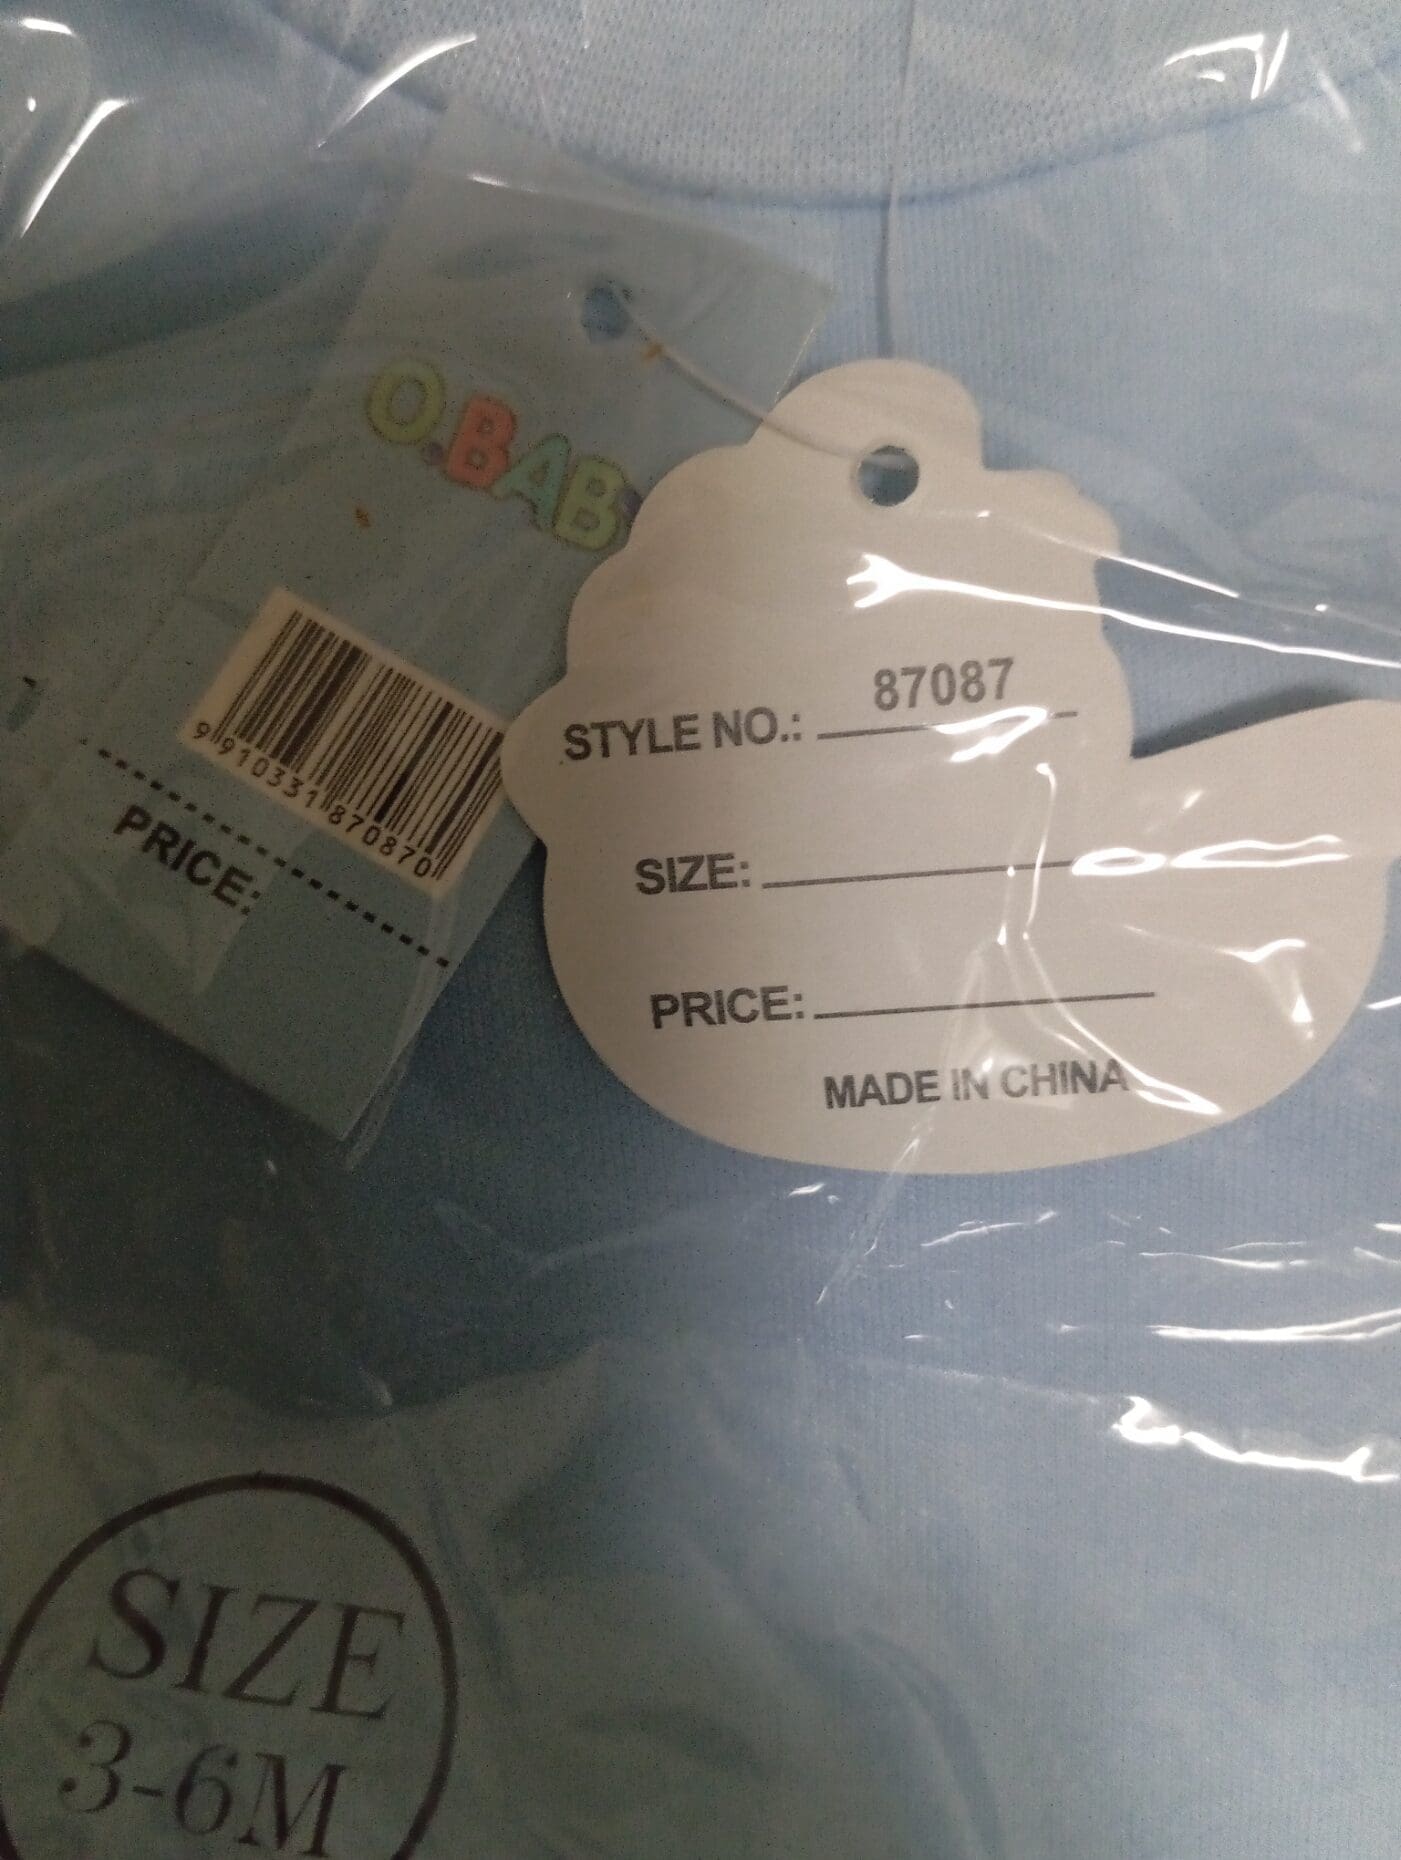 O.BAB
9 910331 870870
PRICE:
STYLE NO.: 87087
SIZE:
PRICE:
MADE IN CHINA
SIZE
3-6M